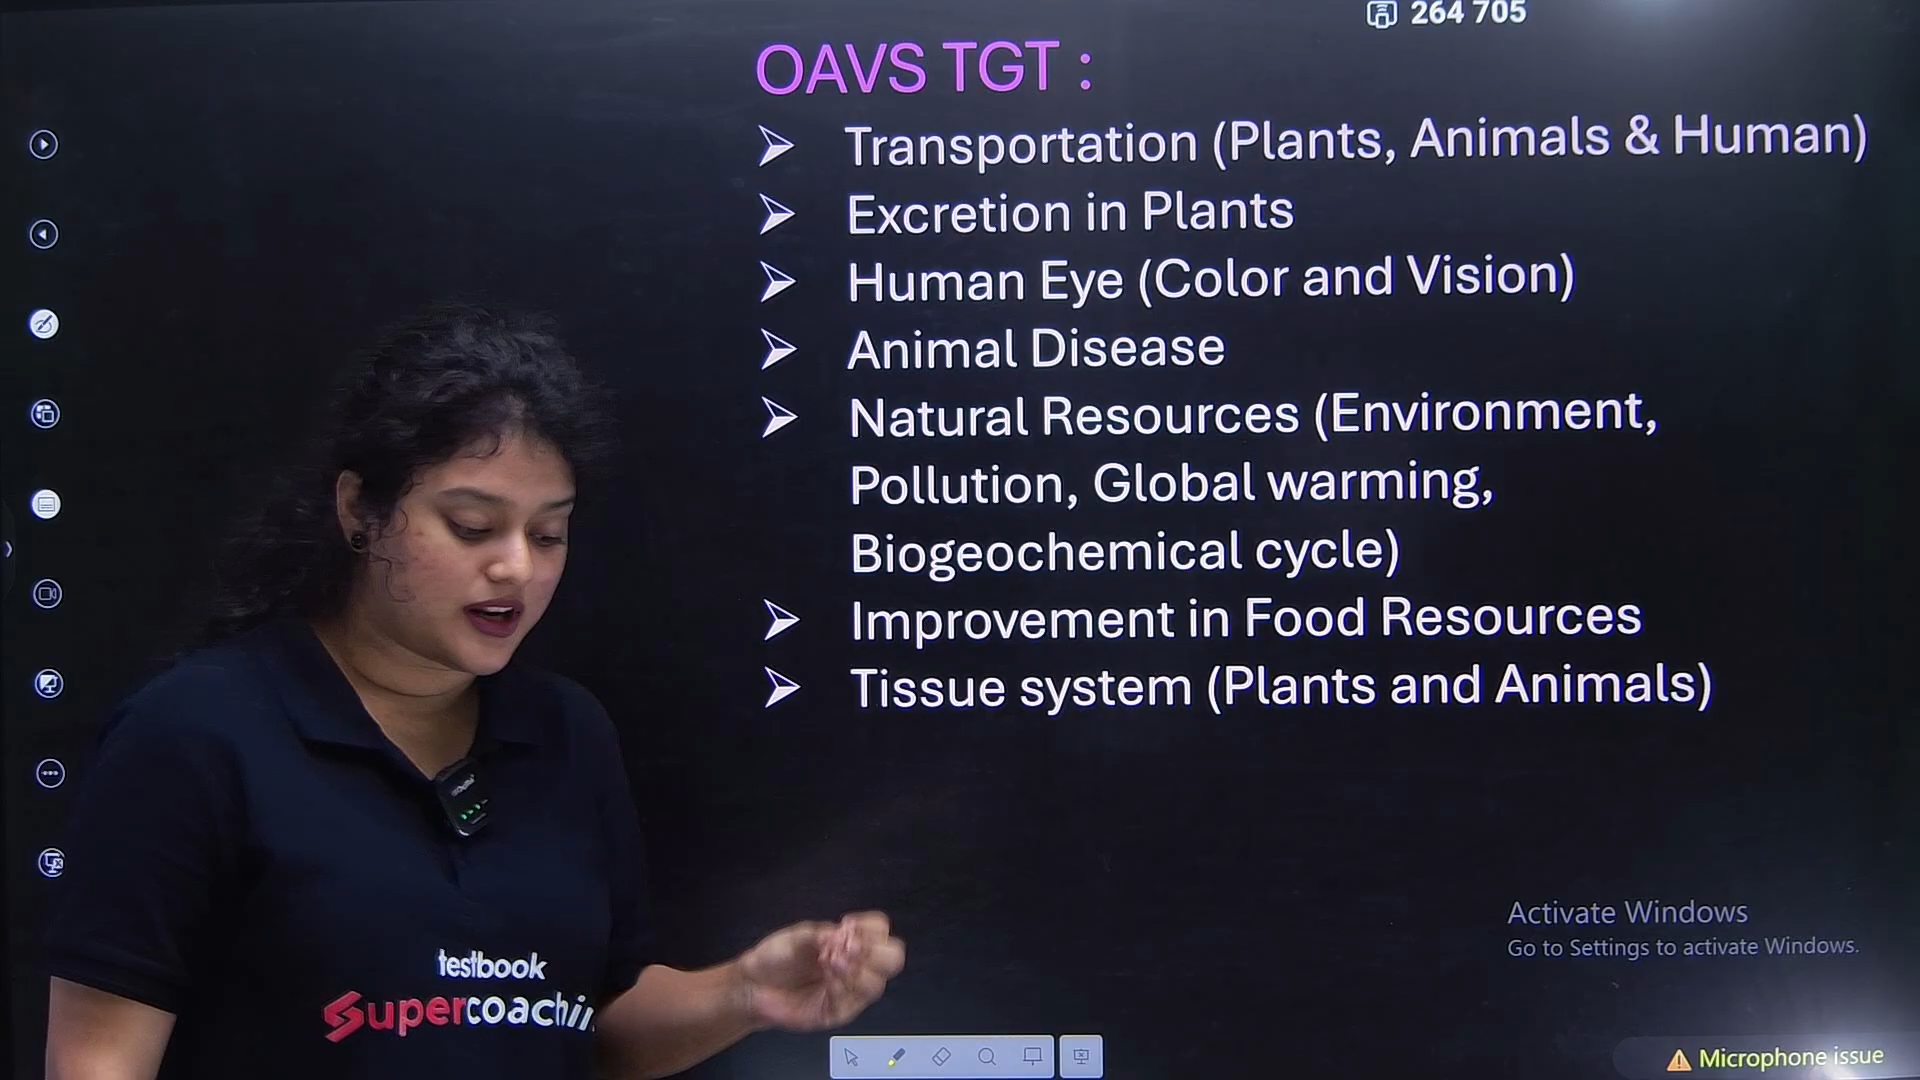 264 705
OAVS TGT :
Transportation (Plants, Animals & Human)
Excretion in Plants
Human Eye (Color and Vision)
Animal Disease
Natural Resources (Environment,
Pollution, Global warming,
Biogeochemical cycle)
Improvement in Food Resources
Tissue system (Plants and Animals)
Activate Windows
Go to Settings to activate Windows.
testbook
Supercoachin
Microphone issue